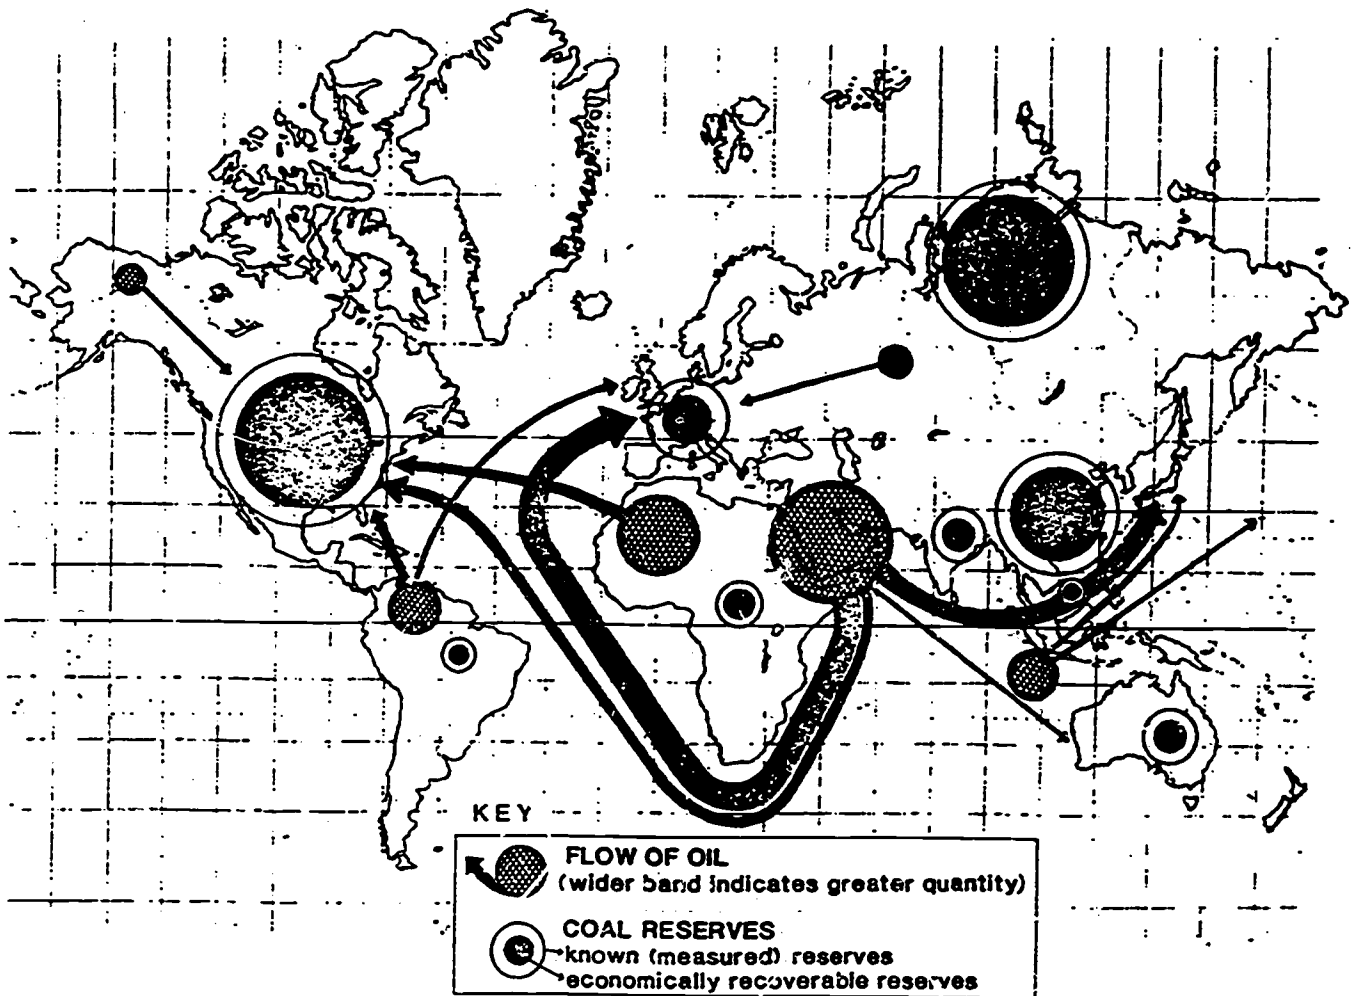 KEY
FLOW OF OIL
(wider band indicates greater quantity)
COAL RESERVES
known (measured) reserves
economically recoverable reserves